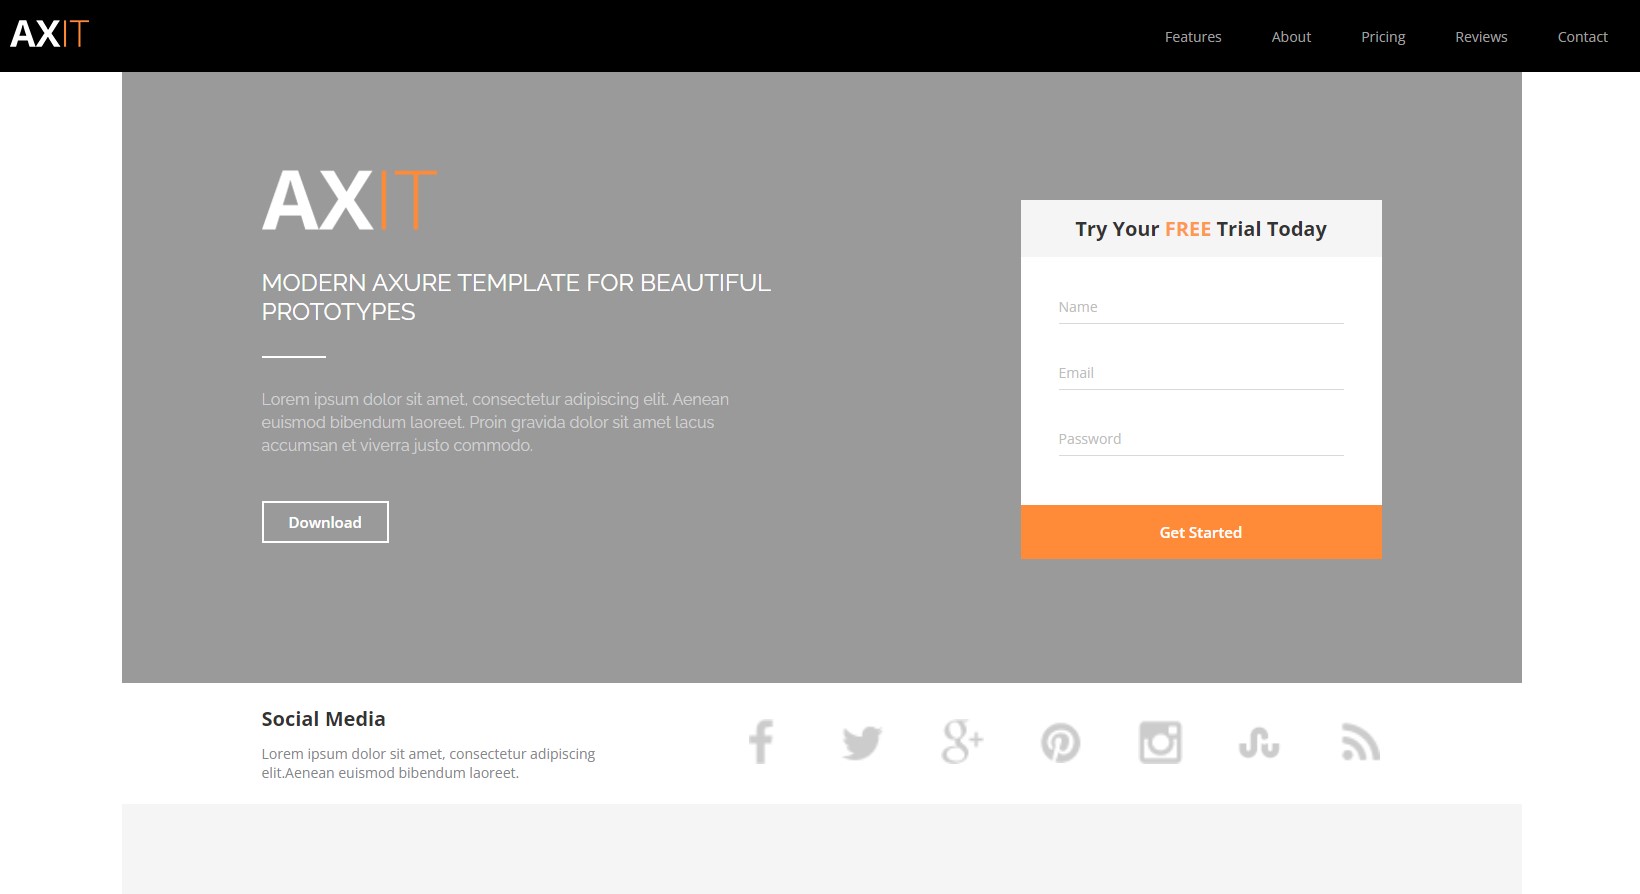 AXIT
Features About Pricing Reviews Contact
AXIT
MODERN AXURE TEMPLATE FOR BEAUTIFUL
PROTOTYPES
Lorem ipsum dolor sit amet, consectetur adipiscing elit. Aenean
euismod bibendum laoreet. Proin gravida dolor sit amet lacus
accumsan et viverra justo commodo.
Download
Try Your FREE Trial Today
Name
Email
Password
Get Started
Social Media
Lorem ipsum dolor sit amet, consectetur adipiscing
elit.Aenean euismod bibendum laoreet.